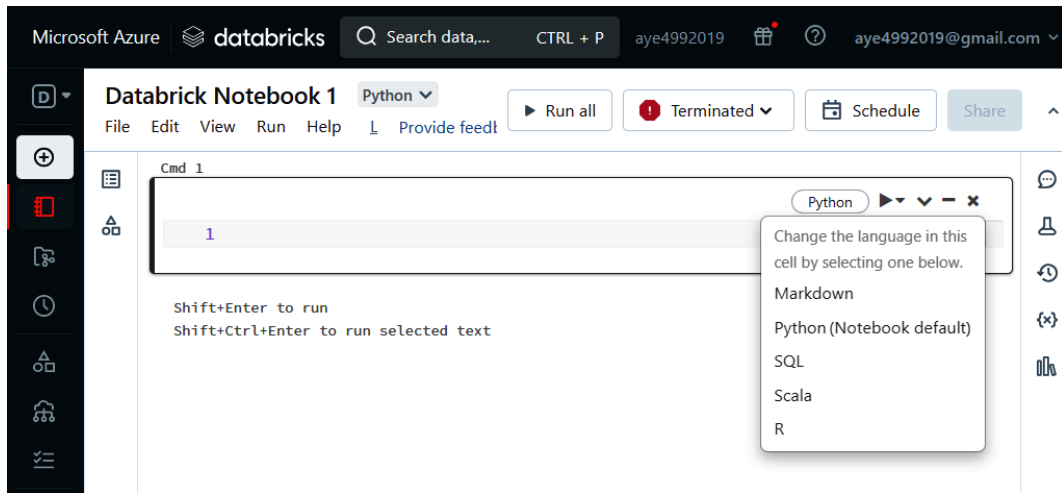 Microsoft Azure databricks Search data,... CTRL + P aye4992019 aye4992019@gmail.com
D
Databrick Notebook 1 Python
File Edit View Run Help L Provide feedb
Run all Terminated Schedule Share
Cmd 1
Python
1
Change the language in this
cell by selecting one below.
Markdown
Python (Notebook default)
SQL
Scala
R
Shift+Enter to run
Shift+Ctrl+Enter to run selected text